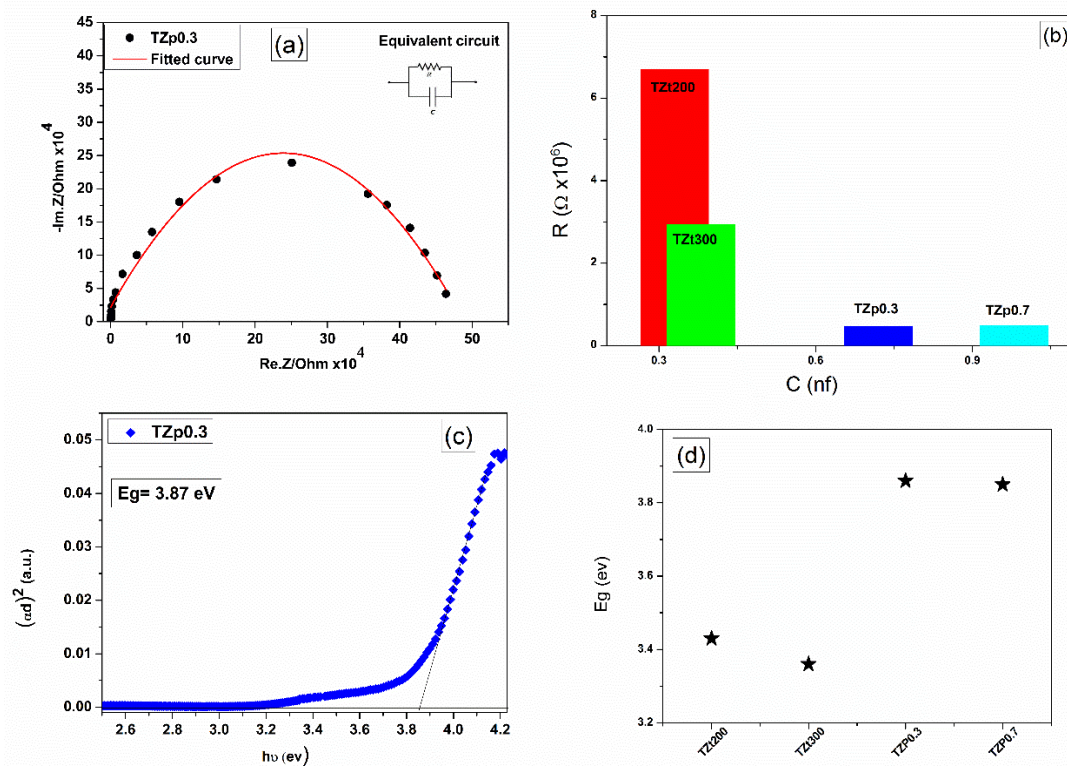 (a)
TZp0.3
Fitted curve
Equivalent circuit
R
C
45
40
35
30
25
20
15
10
5
0
-Im.Z/Ohm x10⁴
0 10 20 30 40 50
Re.Z/Ohm x10⁴
(b)
8
6
4
2
0
R (Ω x10⁶)
TZt200
TZt300
TZp0.3
TZp0.7
0.3 0.6 0.9
C (nf)
(c)
TZp0.3
Eg= 3.87 eV
0.05
0.04
0.03
0.02
0.01
0.00
(αd)² (a.u.)
2.6 2.8 3.0 3.2 3.4 3.6 3.8 4.0 4.2
hυ (ev)
(d)
4.0
3.8
3.6
3.4
3.2
Eg (ev)
TZt200 TZt300 TZP0.3 TZP0.7